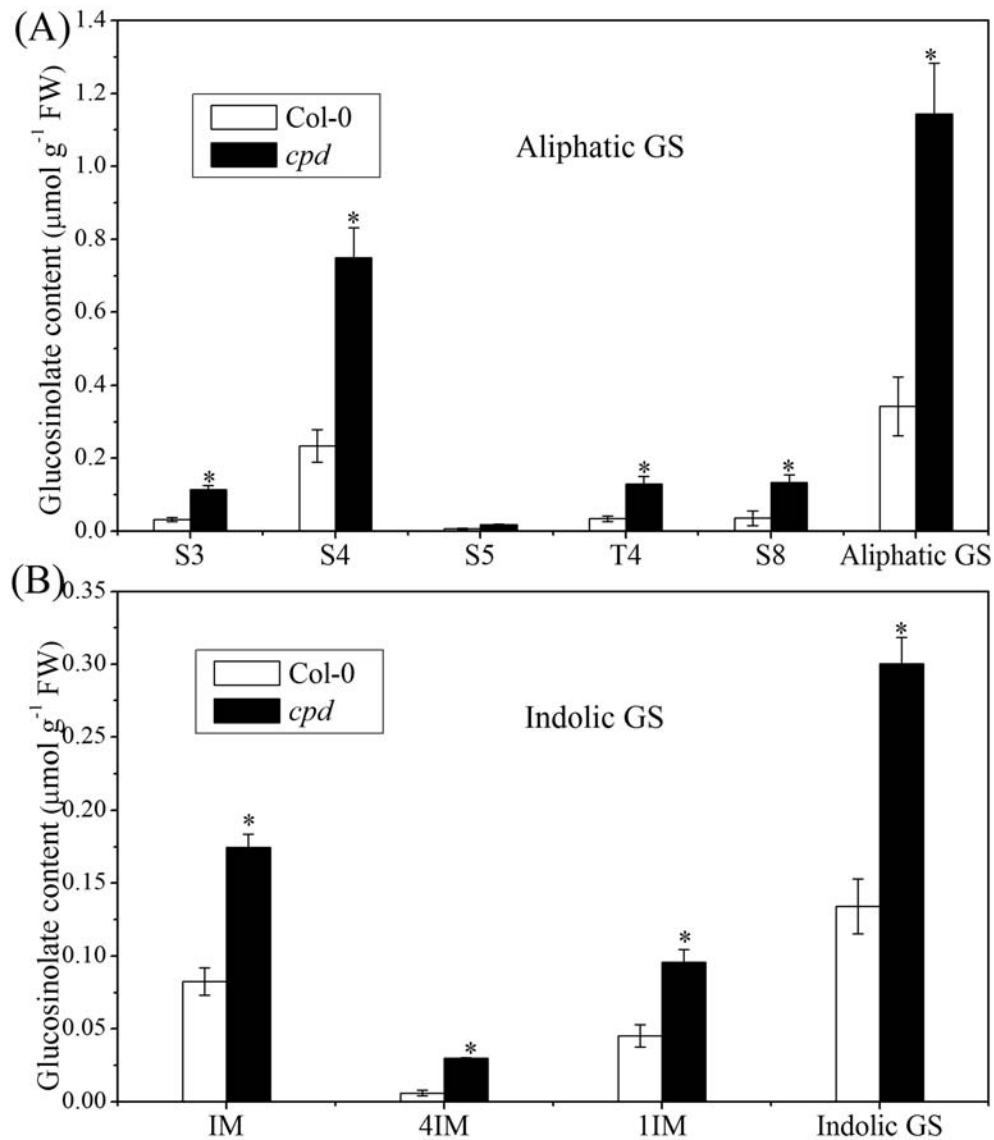 (A)
Glucosinolate content (μmol g⁻¹ FW)
1.4
1.2
1.0
0.8
0.6
0.4
0.2
0.0
Col-0
cpd
Aliphatic GS
*
*
*
*
*
S3 S4 S5 T4 S8 Aliphatic GS
(B)
Glucosinolate content (μmol g⁻¹ FW)
0.35
0.30
0.25
0.20
0.15
0.10
0.05
0.00
Col-0
cpd
Indolic GS
*
*
*
*
IM 4IM 1IM Indolic GS